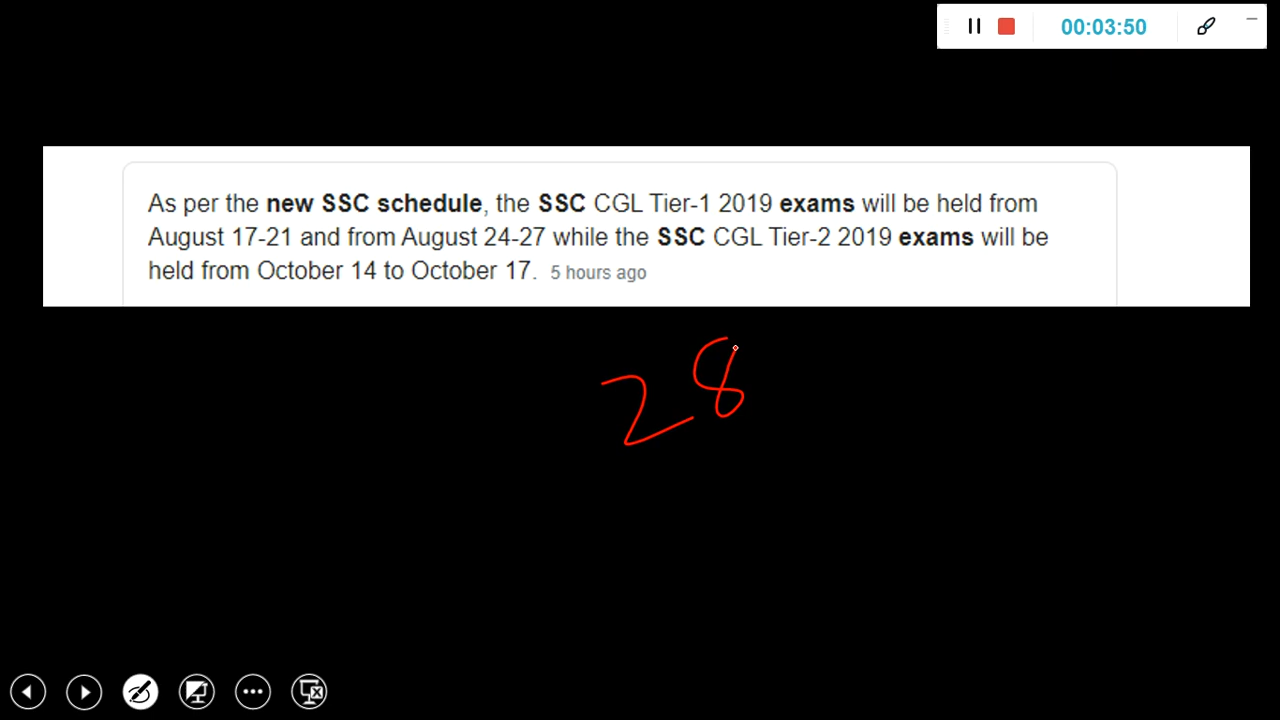 00:03:50
As per the new SSC schedule, the SSC CGL Tier-1 2019 exams will be held from
August 17-21 and from August 24-27 while the SSC CGL Tier-2 2019 exams will be
held from October 14 to October 17. 5 hours ago
28